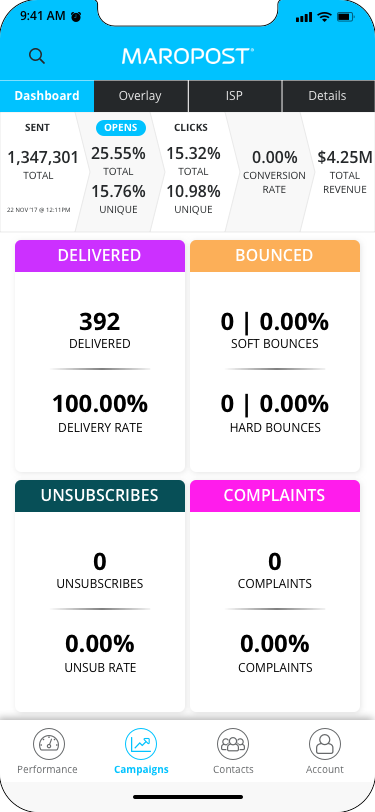 9:41 AM
MAROPOST
Dashboard Overlay ISP Details
SENT OPENS CLICKS
1,347,301 25.55% 15.32% 0.00% $4.25M
TOTAL TOTAL TOTAL CONVERSION RATE TOTAL REVENUE
15.76% 10.98%
22 NOV'17 @ 12:11PM UNIQUE UNIQUE
DELIVERED BOUNCED
392 0 | 0.00%
DELIVERED SOFT BOUNCES
100.00% 0 | 0.00%
DELIVERY RATE HARD BOUNCES
UNSUBSCRIBES COMPLAINTS
0 0
UNSUBSCRIBES COMPLAINTS
0.00% 0.00%
UNSUB RATE COMPLAINTS
Performance Campaigns Contacts Account